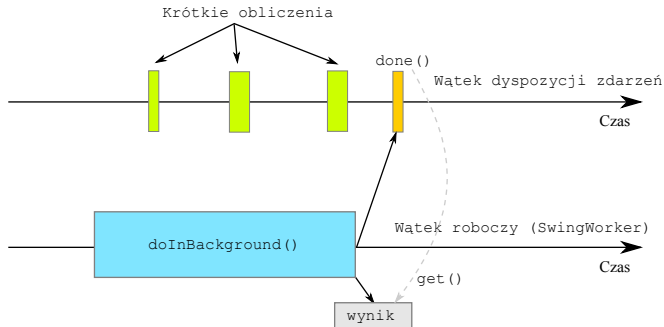 Krótkie obliczenia
done()
Wątek dyspozycji zdarzeń
Czas
doInBackground()
Wątek roboczy (SwingWorker)
Czas
get()
wynik